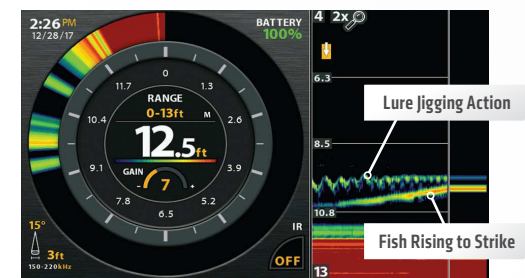 2:26 PM
12/28/17
BATTERY
100%
0
1.3
2.6
3.9
5.2
6.5
7.8
9.1
10.4
11.7
RANGE
0-13ft M
12.5ft
GAIN
- 7 +
15°
3ft
150-220kHz
IR
OFF
4 2x
6.3
8.5
10.8
13
Lure Jigging Action
Fish Rising to Strike